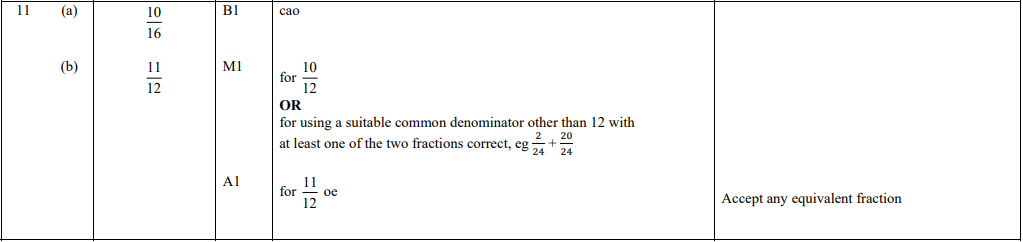 11 (a) 10/16 B1 cao
(b) 11/12 M1 for 10/12
OR
for using a suitable common denominator other than 12 with
at least one of the two fractions correct, eg 2/24 + 20/24
A1 for 11/12 oe
Accept any equivalent fraction